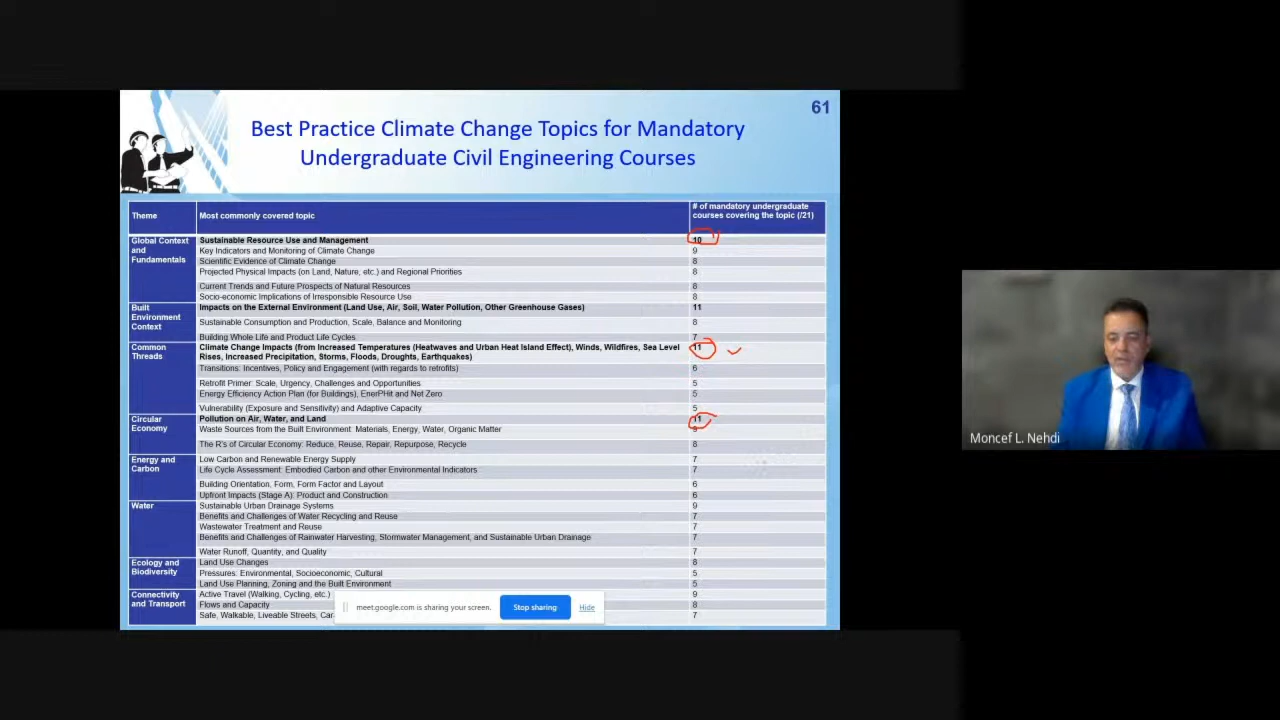 61
Best Practice Climate Change Topics for Mandatory
Undergraduate Civil Engineering Courses
Theme
Most commonly covered topic
# of mandatory undergraduate
courses covering the topic (/21)
Global Context
and
Fundamentals
Sustainable Resource Use and Management 10
Key Indicators and Monitoring of Climate Change 9
Scientific Evidence of Climate Change 8
Projected Physical Impacts (on Land, Nature, etc.) and Regional Priorities 8
Current Trends and Future Prospects of Natural Resources 8
Socio-economic Implications of Irresponsible Resource Use 8
Built
Environment
Context
Impacts on the External Environment (Land Use, Air, Soil, Water Pollution, Other Greenhouse Gases) 11
Sustainable Consumption and Production, Scale, Balance and Monitoring 8
Building Whole Life and Product Life Cycles 7
Common
Threads
Climate Change Impacts (from Increased Temperatures (Heatwaves and Urban Heat Island Effect), Winds, Wildfires, Sea Level 11
Rises, Increased Precipitation, Storms, Floods, Droughts, Earthquakes)
Transitions: Incentives, Policy and Engagement (with regards to retrofits) 6
Retrofit Primer: Scale, Urgency, Challenges and Opportunities 5
Energy Efficiency Action Plan (for Buildings), EnerPHit and Net Zero 5
Vulnerability (Exposure and Sensitivity) and Adaptive Capacity 5
Circular
Economy
Pollution on Air, Water, and Land 11
Waste Sources from the Built Environment: Materials, Energy, Water, Organic Matter
The R's of Circular Economy: Reduce, Reuse, Repair, Repurpose, Recycle 8
Energy and
Carbon
Low Carbon and Renewable Energy Supply 7
Life Cycle Assessment: Embodied Carbon and other Environmental Indicators 7
Building Orientation, Form, Form Factor and Layout 6
Upfront Impacts (Stage A): Product and Construction 6
Water
Sustainable Urban Drainage Systems 9
Benefits and Challenges of Water Recycling and Reuse 7
Wastewater Treatment and Reuse 7
Benefits and Challenges of Rainwater Harvesting, Stormwater Management, and Sustainable Urban Drainage 7
Water Runoff, Quantity, and Quality 7
Ecology and
Biodiversity
Land Use Changes 8
Pressures: Environmental, Socioeconomic, Cultural 5
Land Use Planning, Zoning and the Built Environment 5
Connectivity
and Transport
Active Travel (Walking, Cycling, etc.) 9
Flows and Capacity 8
Safe, Walkable, Liveable Streets, Car 7
meet.google.com is sharing your screen. Stop sharing Hide
Moncef L. Nehdi